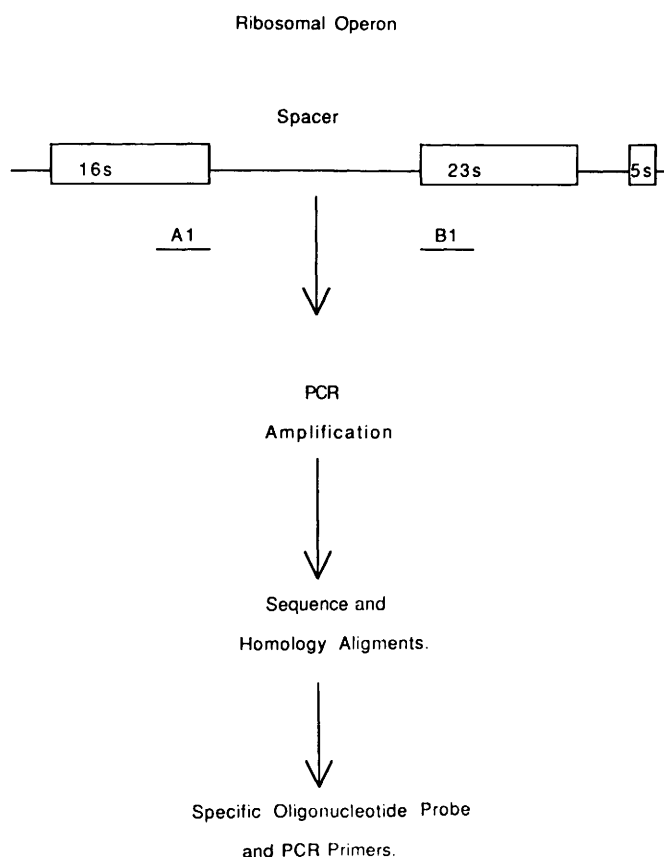 Ribosomal Operon
Spacer
16s 23s 5s
A1 B1
PCR
Amplification
Sequence and
Homology Aligments.
Specific Oligonucleotide Probe
and PCR Primers.